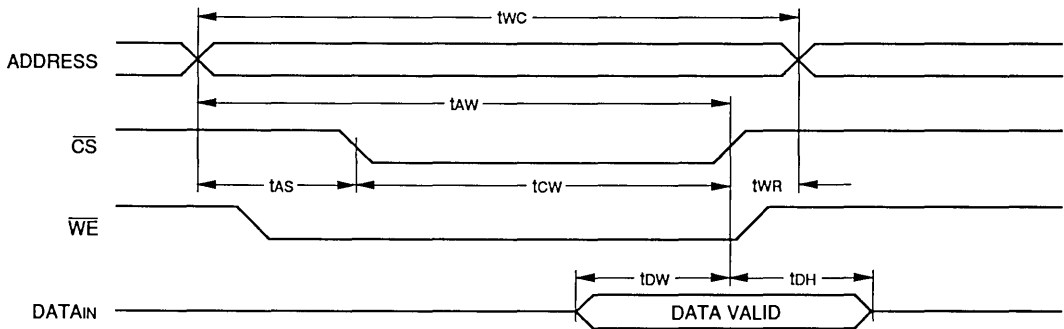 tWC
ADDRESS
tAW
CS
tAS tCW tWR
WE
tDW tDH
DATAIN DATA VALID